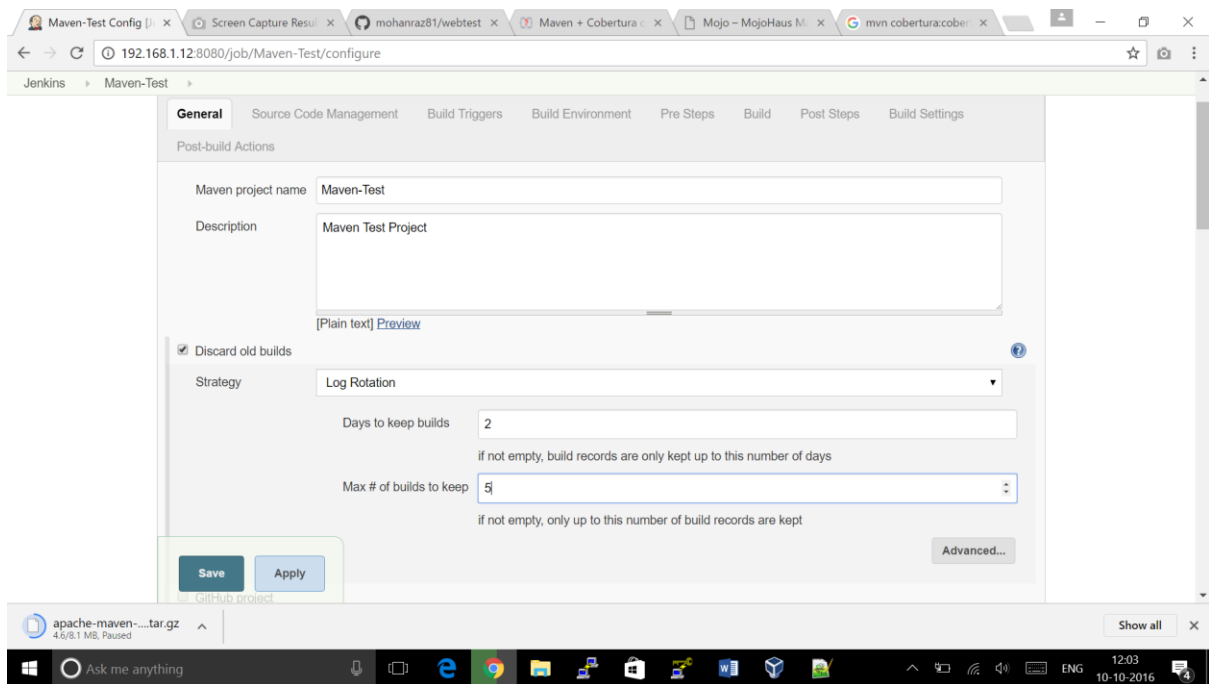 Maven-Test Config [J
Screen Capture Resul
mohanraz81/webtest
Maven + Cobertura c
Mojo – MojoHaus M
mvn cobertura:cober
192.168.1.12:8080/job/Maven-Test/configure
Jenkins Maven-Test
General Source Code Management Build Triggers Build Environment Pre Steps Build Post Steps Build Settings
Post-build Actions
Maven project name Maven-Test
Description Maven Test Project
[Plain text] Preview
Discard old builds
Strategy Log Rotation
Days to keep builds 2
if not empty, build records are only kept up to this number of days
Max # of builds to keep 5
if not empty, only up to this number of build records are kept
Advanced...
Save Apply
GitHub project
apache-maven-....tar.gz
4.6/8.1 MB, Paused
Show all
Ask me anything
ENG
12:03
10-10-2016
4